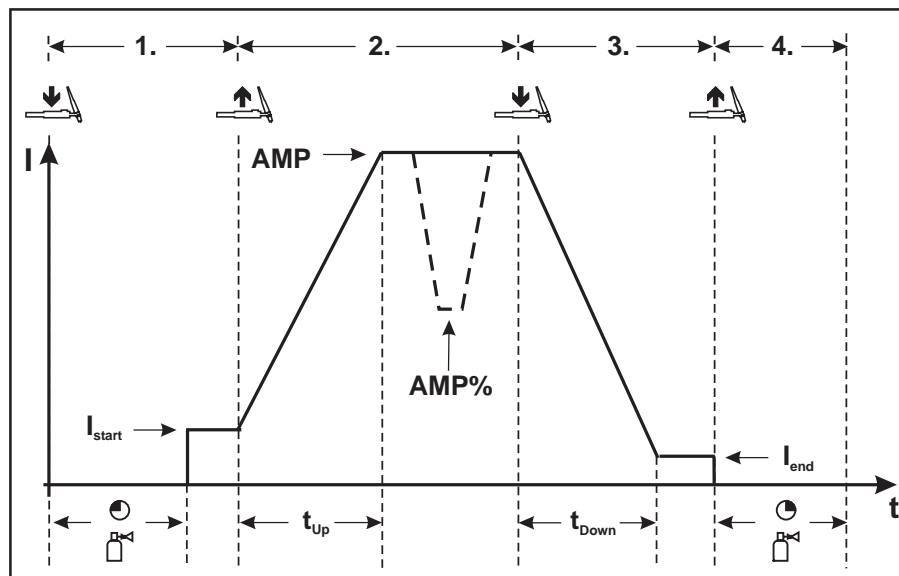 1. 2. 3. 4.
I
AMP
AMP%
Istart
Iend
t
tUp
tDown